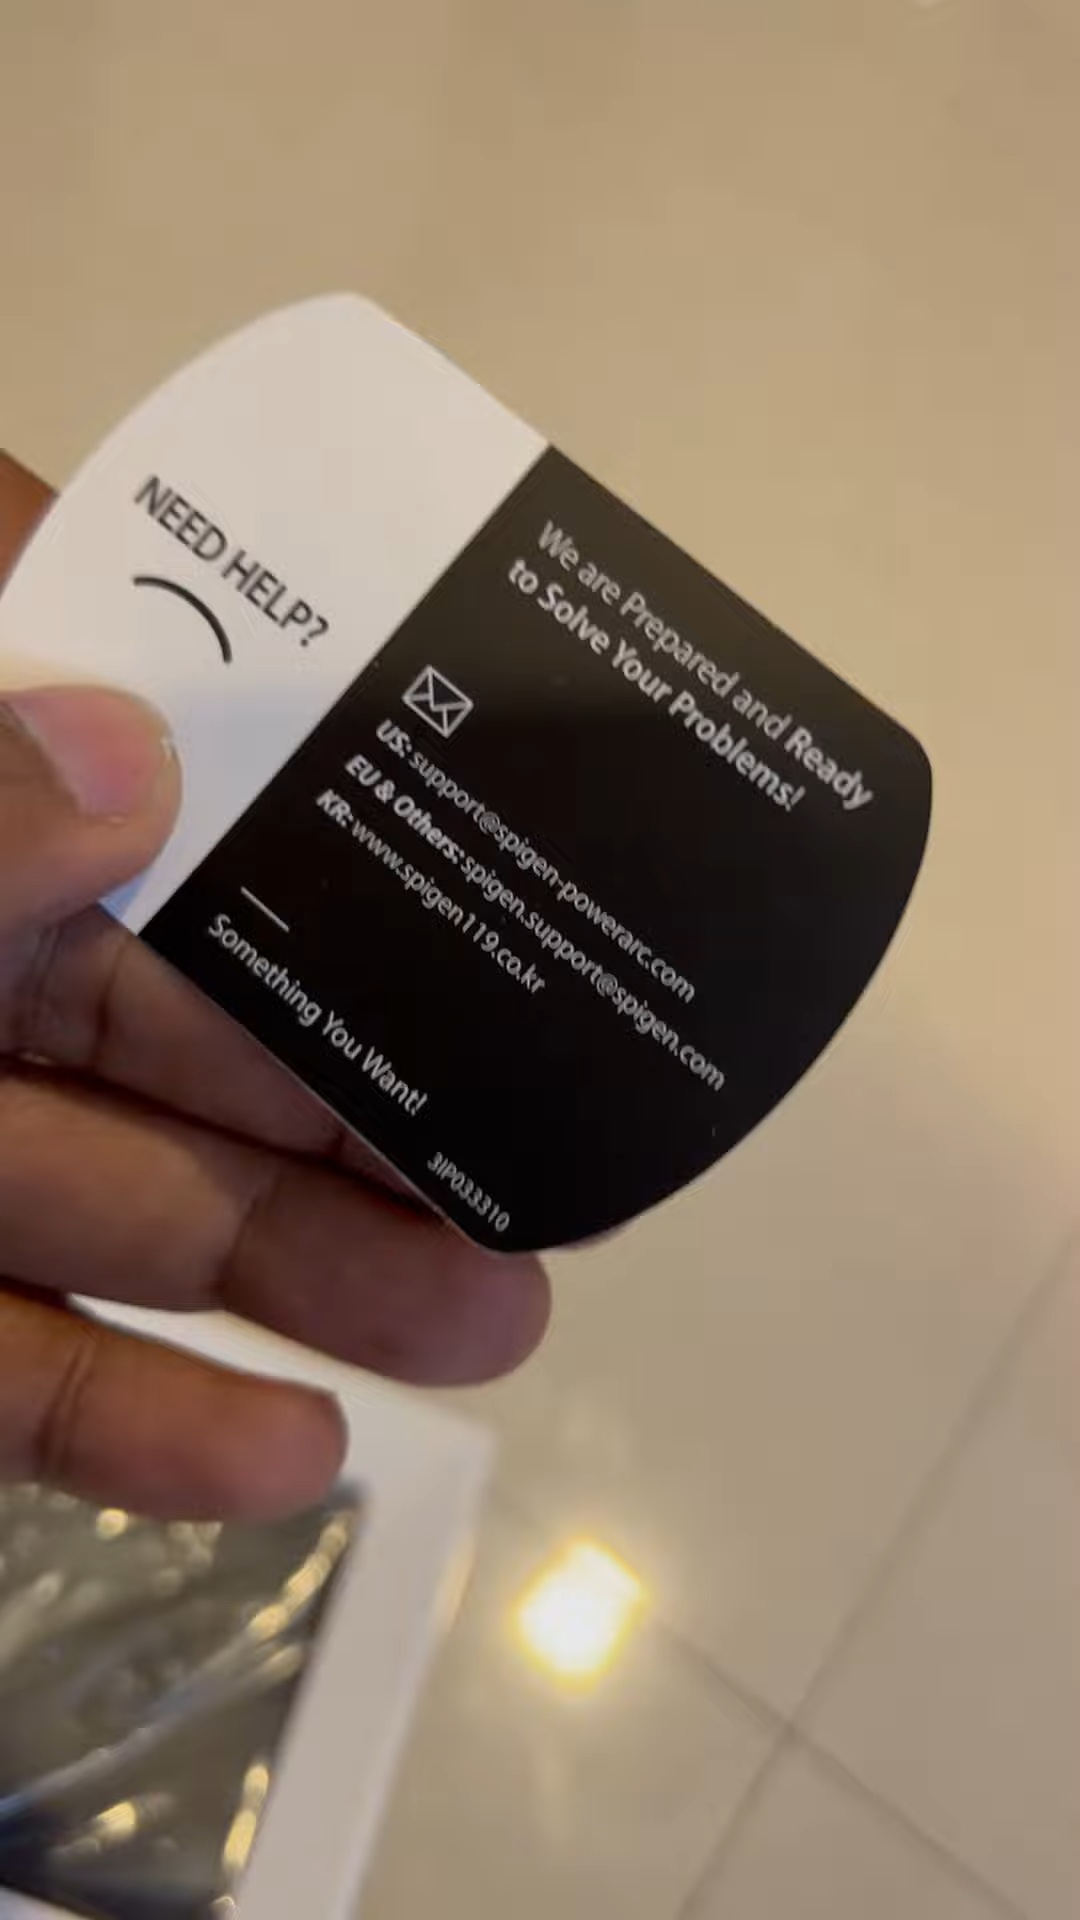 NEED HELP?
We are Prepared and Ready
to Solve Your Problems!
US: support@spigen-powerarc.com
EU & Others: spigen.support@spigen.com
KR: www.spigen119.co.kr
Something You Want!
3IP033310